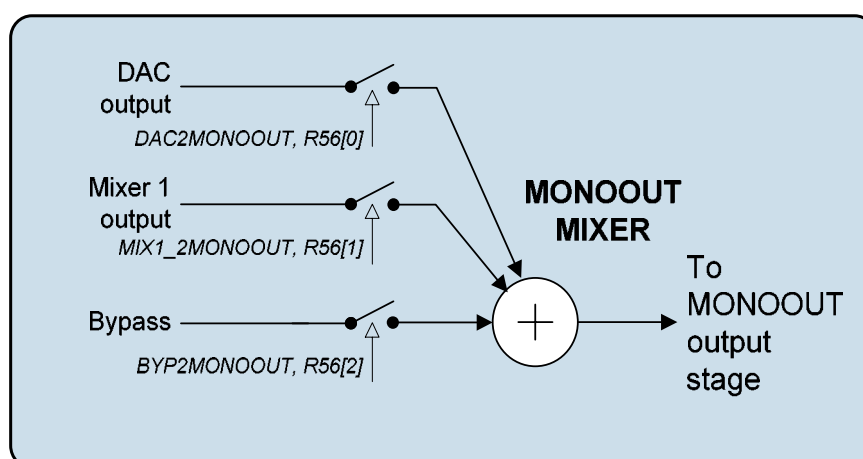 DAC
output
DAC2MONOOUT, R56[0]
Mixer 1
output
MIX1_2MONOOUT, R56[1]
Bypass
BYP2MONOOUT, R56[2]
MONOOUT
MIXER
+
To
MONOOUT
output
stage